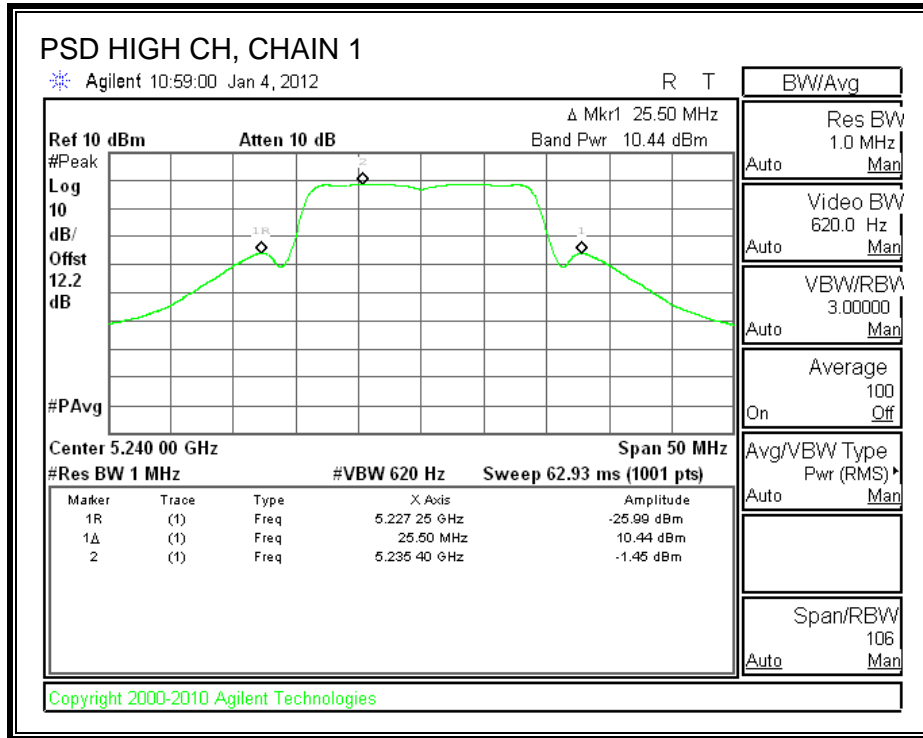 PSD HIGH CH, CHAIN 1
Agilent 10:59:00 Jan 4, 2012 R T
Δ Mkr1 25.50 MHz
Ref 10 dBm Atten 10 dB Band Pwr 10.44 dBm
#Peak
Log
10
dB/
Offst
12.2
dB
#PAvg
2
1R
1
Center 5.240 00 GHz Span 50 MHz
#Res BW 1 MHz #VBW 620 Hz Sweep 62.93 ms (1001 pts)
Marker Trace Type X Axis Amplitude
1R (1) Freq 5.227 25 GHz -25.99 dBm
1Δ (1) Freq 25.50 MHz 10.44 dBm
2 (1) Freq 5.235 40 GHz -1.45 dBm
Copyright 2000-2010 Agilent Technologies
BW/Avg
Res BW
1.0 MHz
Auto Man
Video BW
620.0 Hz
Auto Man
VBW/RBW
3.00000
Auto Man
Average
100
On Off
Avg/VBW Type
Pwr (RMS)
Auto Man
Span/RBW
106
Auto Man